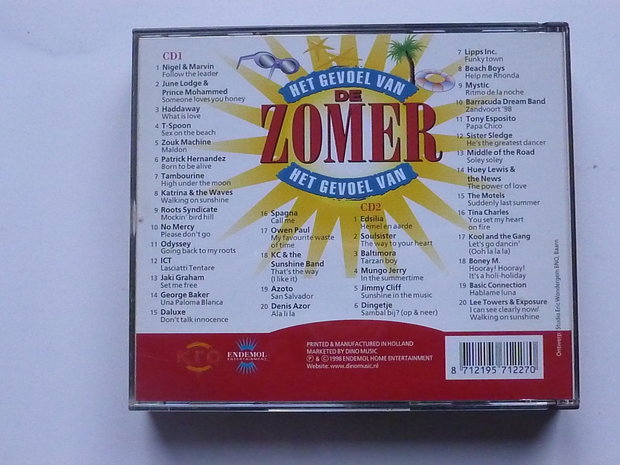 HET GEVOEL VAN
DE
ZOMER
HET GEVOEL VAN
CD1
1 Nigel & Marvin
Follow the leader
2 June Lodge &
Prince Mohammed
Someone loves you honey
3 Haddaway
What is love
4 T-Spoon
Sex on the beach
5 Zouk Machine
Maldon
6 Patrick Hernandez
Born to be alive
7 Tambourine
High under the moon
8 Katrina & the Waves
Walking on sunshine
9 Roots Syndicate
Mockin' bird hill
10 No Mercy
Please don't go
11 Odyssey
Going back to my roots
12 ICT
Lasciatti Tentare
13 Jaki Graham
Set me free
14 George Baker
Una Paloma Blanca
15 Daluxe
Don't talk innocence
16 Spagna
Call me
17 Owen Paul
My favourite waste
of time
18 KC & the
Sunshine Band
That's the way
(I like it)
19 Azoto
San Salvador
20 Denis Azor
Ala li la
CD2
1 Edsilia
Hemel en aarde
2 Soulsister
The way to your heart
3 Baltimora
Tarzan boy
4 Mungo Jerry
In the summertime
5 Jimmy Cliff
Sunshine in the music
6 Dingetje
Sambal bij? (op & neer)
7 Lipps Inc.
Funky town
8 Beach Boys
Help me Rhonda
9 Mystic
Ritmo de la noche
10 Barracuda Dream Band
Zandvoort '98
11 Tony Esposito
Papa Chico
12 Sister Sledge
He's the greatest dancer
13 Middle of the Road
Soley soley
14 Huey Lewis &
the News
The power of love
15 The Motels
Suddenly last summer
16 Tina Charles
You set my heart
on fire
17 Kool and the Gang
Let's go dancin'
(Ooh la la la)
18 Boney M.
Hooray! Hooray!
It's a holi-holiday
19 Basic Connection
Hablame luna
20 Lee Towers & Exposure
I can see clearly now/
Walking on sunshine
KRO
ENDEMOL
ENTERTAINMENT
PRINTED & MANUFACTURED IN HOLLAND
MARKETED BY DINO MUSIC
℗ & © 1998 ENDEMOL HOME ENTERTAINMENT
Website: www.dinomusic.nl
8 712195 712270
Ontwerp: Studio Eric Wondergem BNO, Baarn